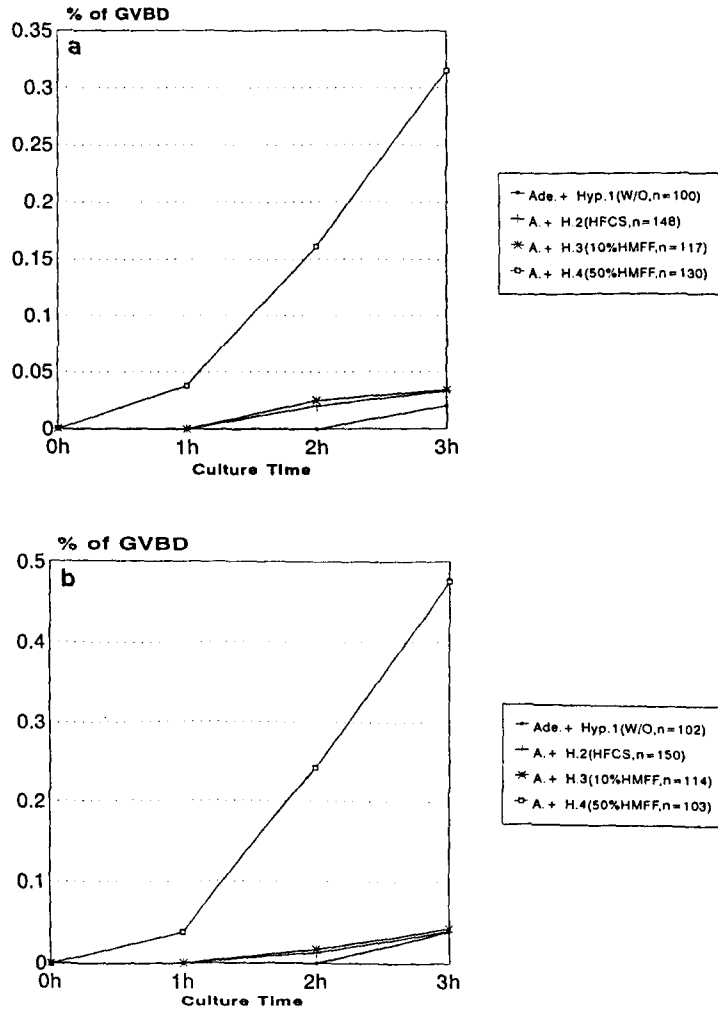 % of GVBD
a
0.35
0.3
0.25
0.2
0.15
0.1
0.05
0
0h 1h 2h 3h
Culture Time
Ade.+ Hyp.1(W/O,n=100)
A.+ H.2(HFCS,n=148)
A.+ H.3(10%HMFF,n=117)
A.+ H.4(50%HMFF,n=130)
% of GVBD
b
0.5
0.4
0.3
0.2
0.1
0
0h 1h 2h 3h
Culture Time
Ade.+ Hyp.1(W/O,n=102)
A.+ H.2(HFCS,n=150)
A.+ H.3(10%HMFF,n=114)
A.+ H.4(50%HMFF,n=103)